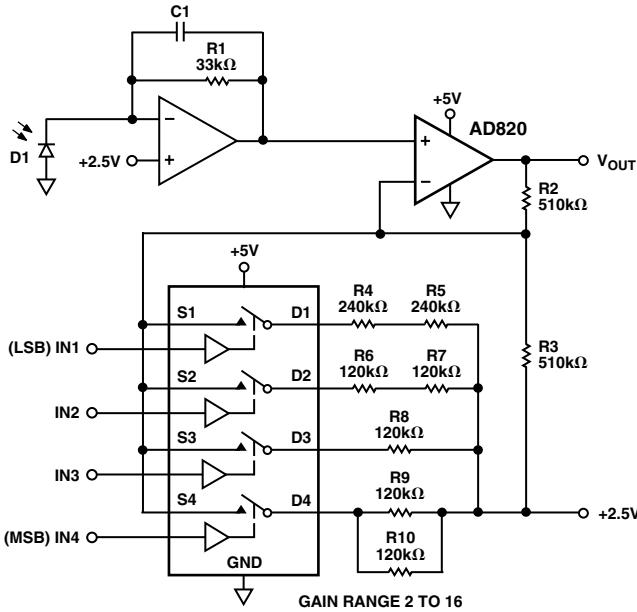 C1
R1
33kΩ
D1
+2.5V
−
+
+5V
AD820
+
−
VOUT
R2
510kΩ
+5V
S1
D1
R4
240kΩ
R5
240kΩ
(LSB) IN1
R3
510kΩ
S2
D2
R6
120kΩ
R7
120kΩ
IN2
S3
D3
R8
120kΩ
IN3
S4
D4
R9
120kΩ
+2.5V
(MSB) IN4
R10
120kΩ
GND
GAIN RANGE 2 TO 16